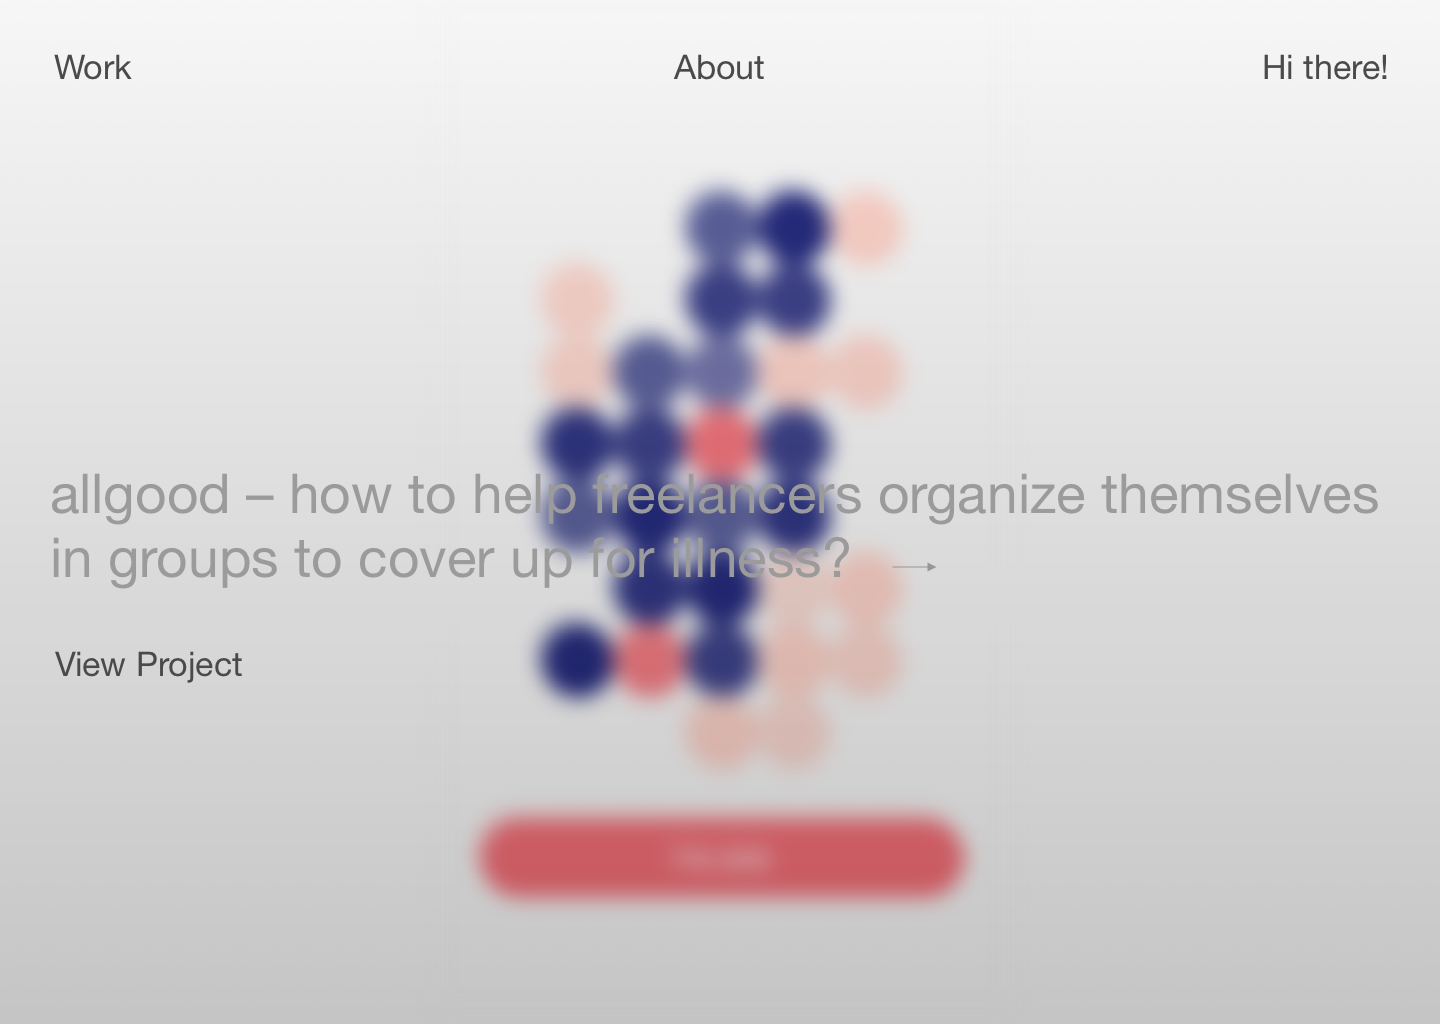 Work
About
Hi there!
allgood – how to help freelancers organize themselves
in groups to cover up for illness?
View Project